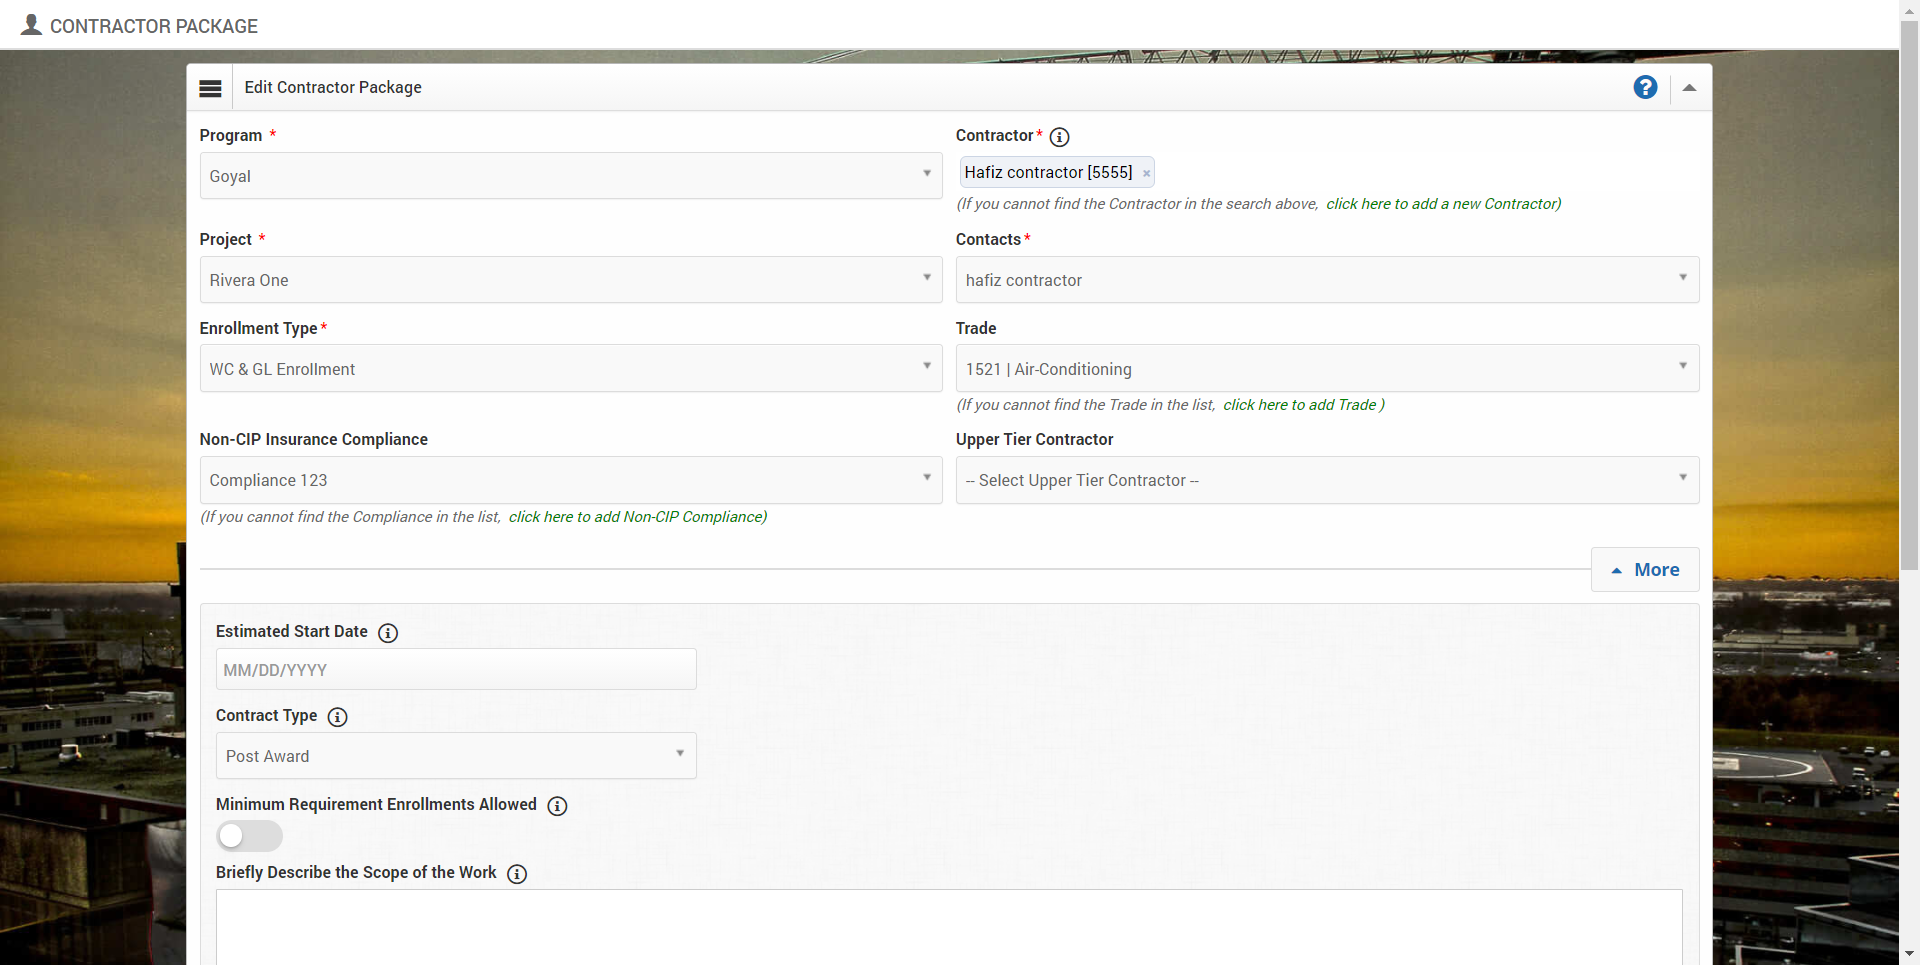 CONTRACTOR PACKAGE
Edit Contractor Package
?
Program *
Goyal
Contractor*
Hafiz contractor [5555] ×
(If you cannot find the Contractor in the search above, click here to add a new Contractor)
Project *
Rivera One
Contacts*
hafiz contractor
Enrollment Type*
WC & GL Enrollment
Trade
1521 | Air-Conditioning
(If you cannot find the Trade in the list, click here to add Trade )
Non-CIP Insurance Compliance
Compliance 123
(If you cannot find the Compliance in the list, click here to add Non-CIP Compliance)
Upper Tier Contractor
-- Select Upper Tier Contractor --
More
Estimated Start Date
MM/DD/YYYY
Contract Type
Post Award
Minimum Requirement Enrollments Allowed
Briefly Describe the Scope of the Work